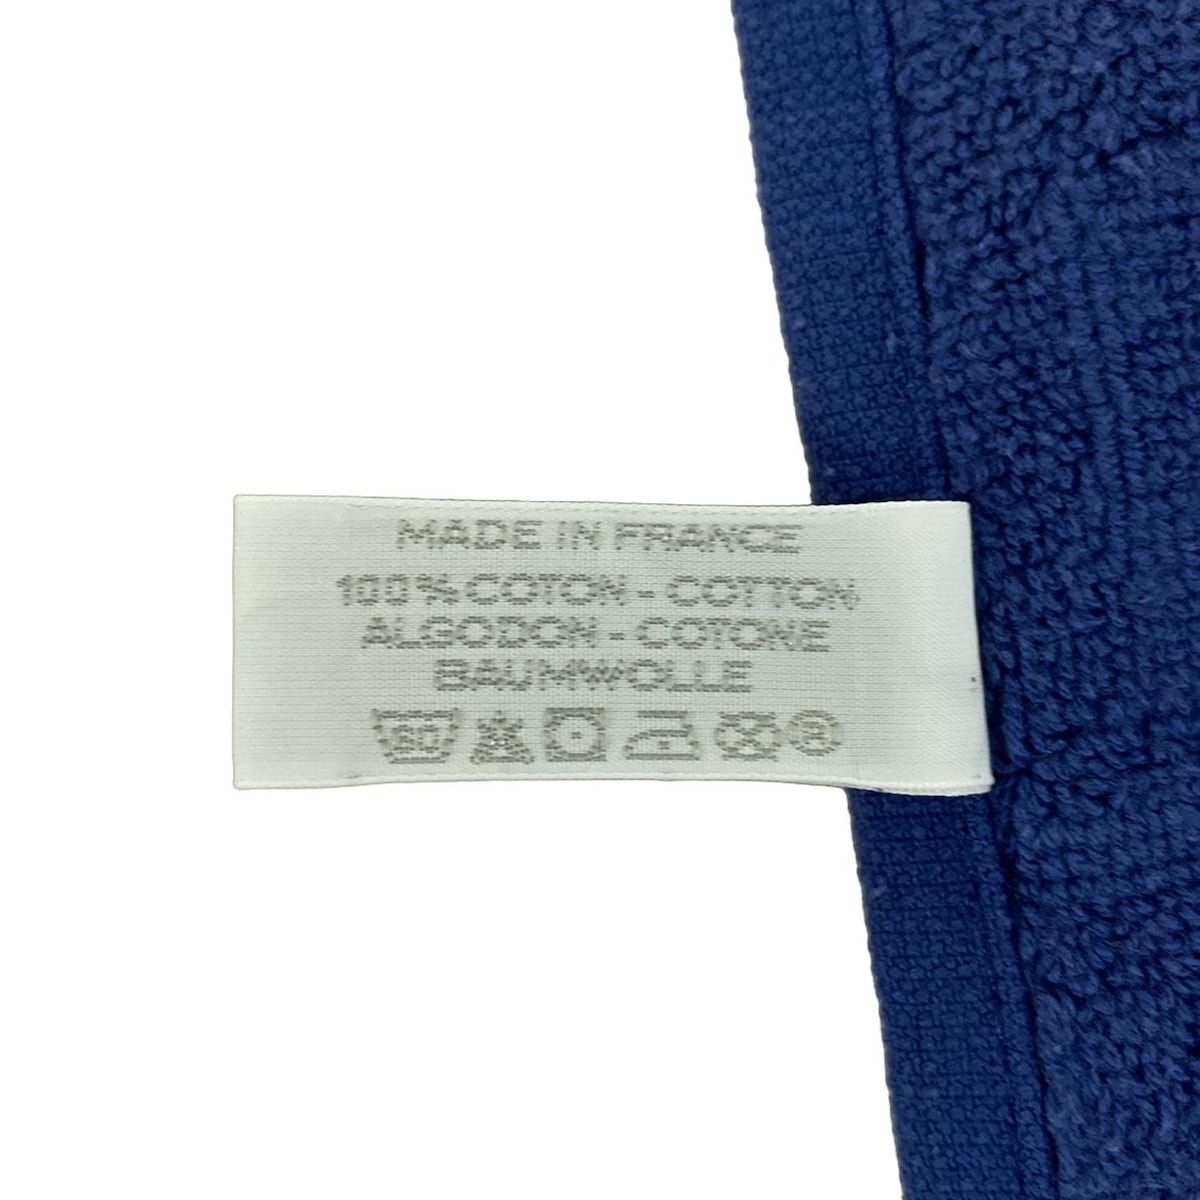 MADE IN FRANCE
100% COTON - COTTON
ALGODON - COTONE
BAUMWOLLE